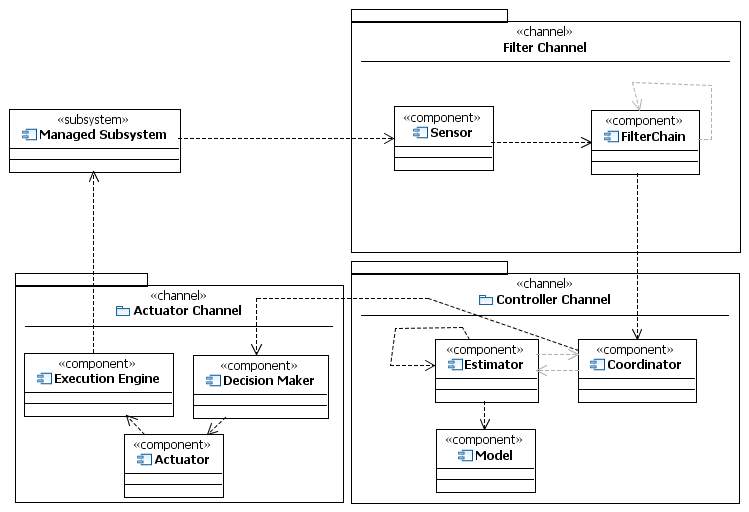 «channel»
Filter Channel
«subsystem»
Managed Subsystem
«component»
Sensor
«component»
FilterChain
«channel»
Actuator Channel
«component»
Execution Engine
«component»
Decision Maker
«component»
Actuator
«channel»
Controller Channel
«component»
Estimator
«component»
Coordinator
«component»
Model